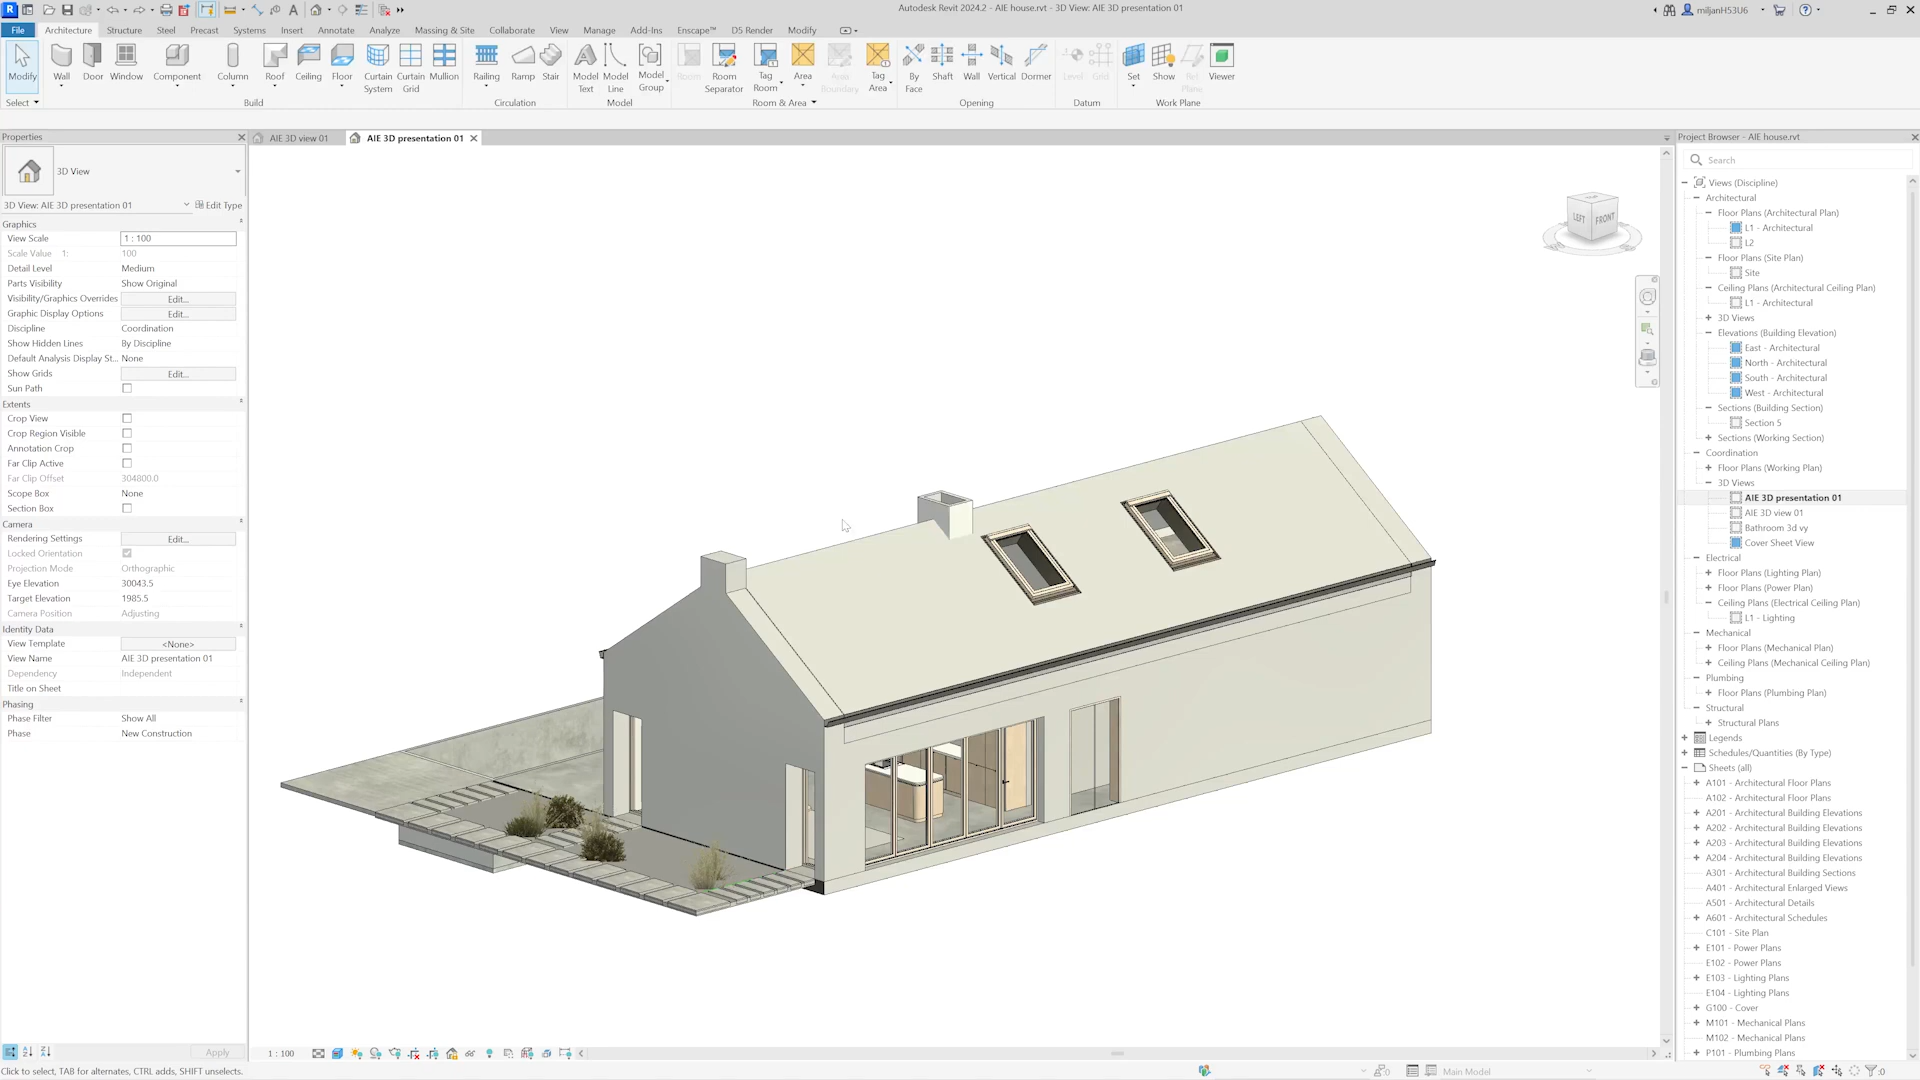 Autodesk Revit 2024.2 - AIE house.rvt - 3D View: AIE 3D presentation 01
miljanH53U6
File Architecture Structure Steel Precast Systems Insert Annotate Analyze Massing & Site Collaborate View Manage Add-Ins Enscape™ D5 Render Modify
Modify Wall Door Window Component Column Roof Ceiling Floor Curtain System Curtain Grid Mullion Railing Ramp Stair Model Text Model Line Model Group Room Room Separator Tag Room Area Area Boundary Tag Area By Face Shaft Wall Vertical Dormer Level Grid Set Show Ref Plane Viewer
Select Build Circulation Model Room & Area Opening Datum Work Plane
Properties
AIE 3D view 01
AIE 3D presentation 01
Project Browser - AIE house.rvt
3D View
3D View: AIE 3D presentation 01
Edit Type
Graphics
View Scale 1 : 100
Scale Value 1: 100
Detail Level Medium
Parts Visibility Show Original
Visibility/Graphics Overrides Edit...
Graphic Display Options Edit...
Discipline Coordination
Show Hidden Lines By Discipline
Default Analysis Display St... None
Show Grids Edit...
Sun Path
Extents
Crop View
Crop Region Visible
Annotation Crop
Far Clip Active
Far Clip Offset 304800.0
Scope Box None
Section Box
Camera
Rendering Settings Edit...
Locked Orientation
Projection Mode Orthographic
Eye Elevation 30043.5
Target Elevation 1985.5
Camera Position Adjusting
Identity Data
View Template <None>
View Name AIE 3D presentation 01
Dependency Independent
Title on Sheet
Phasing
Phase Filter Show All
Phase New Construction
Apply
LEFT FRONT
Search
Views (Discipline)
Architectural
Floor Plans (Architectural Plan)
L1 - Architectural
L2
Floor Plans (Site Plan)
Site
Ceiling Plans (Architectural Ceiling Plan)
L1 - Architectural
3D Views
Elevations (Building Elevation)
East - Architectural
North - Architectural
South - Architectural
West - Architectural
Sections (Building Section)
Section 5
Sections (Working Section)
Coordination
Floor Plans (Working Plan)
3D Views
AIE 3D presentation 01
AIE 3D view 01
Bathroom 3d vy
Cover Sheet View
Electrical
Floor Plans (Lighting Plan)
Floor Plans (Power Plan)
Ceiling Plans (Electrical Ceiling Plan)
L1 - Lighting
Mechanical
Floor Plans (Mechanical Plan)
Ceiling Plans (Mechanical Ceiling Plan)
Plumbing
Floor Plans (Plumbing Plan)
Structural
Structural Plans
Legends
Schedules/Quantities (By Type)
Sheets (all)
A101 - Architectural Floor Plans
A102 - Architectural Floor Plans
A201 - Architectural Building Elevations
A202 - Architectural Building Elevations
A203 - Architectural Building Elevations
A204 - Architectural Building Elevations
A301 - Architectural Building Sections
A401 - Architectural Enlarged Views
A501 - Architectural Details
A601 - Architectural Schedules
C101 - Site Plan
E101 - Power Plans
E102 - Power Plans
E103 - Lighting Plans
E104 - Lighting Plans
G100 - Cover
M101 - Mechanical Plans
M102 - Mechanical Plans
P101 - Plumbing Plans
1 : 100
Click to select, TAB for alternates, CTRL adds, SHIFT unselects.
:0
Main Model
:0